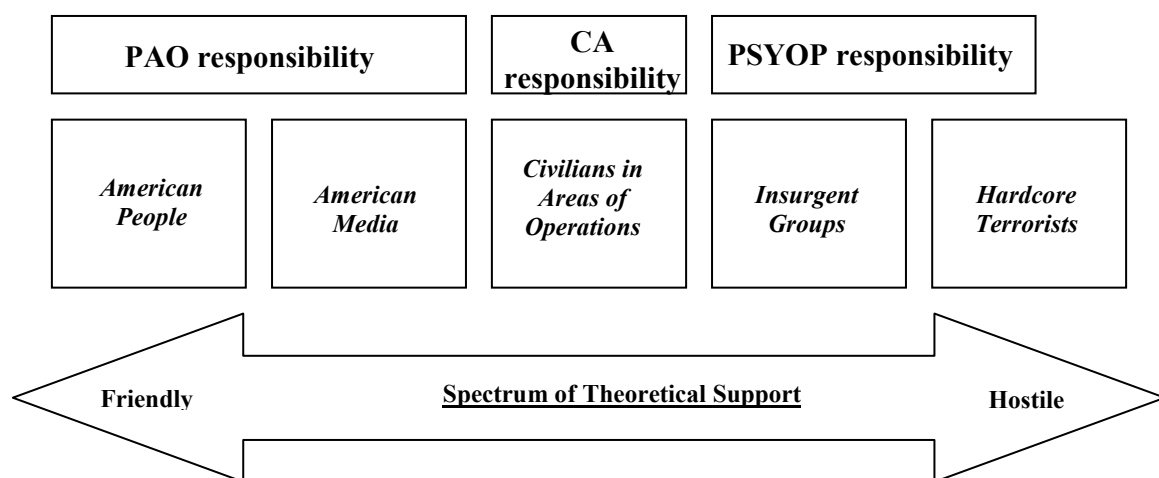 PAO responsibility
CA
responsibility
PSYOP responsibility
American
People
American
Media
Civilians in
Areas of
Operations
Insurgent
Groups
Hardcore
Terrorists
Friendly
Spectrum of Theoretical Support
Hostile